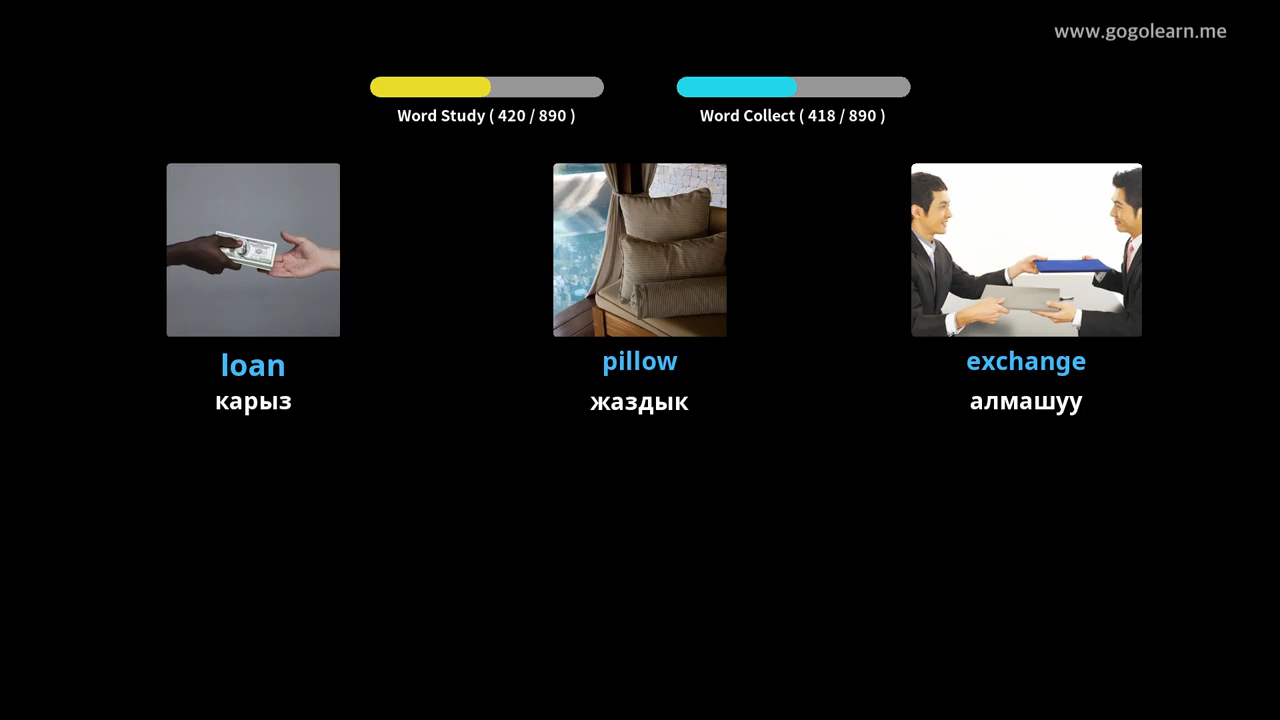 www.gogolearn.me
Word Study ( 420 / 890 )
Word Collect ( 418 / 890 )
loan
pillow
exchange
карыз
жаздык
алмашуу